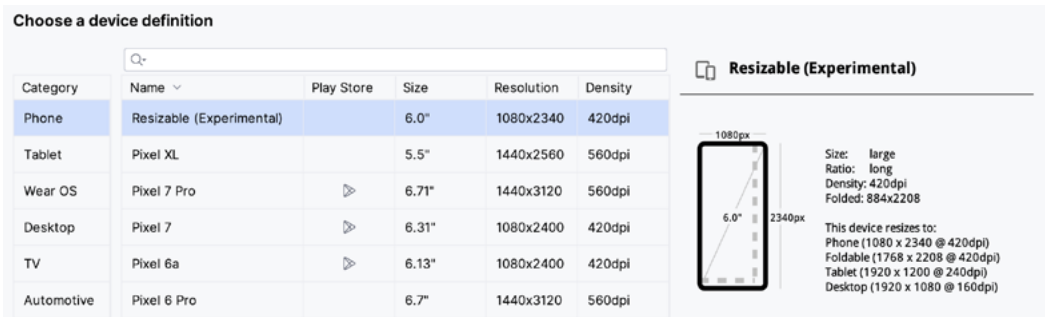 Choose a device definition
Category
Name Play Store Size Resolution Density
Phone
Resizable (Experimental) 6.0" 1080x2340 420dpi
Tablet
Pixel XL 5.5" 1440x2560 560dpi
Wear OS
Pixel 7 Pro 6.71" 1440x3120 560dpi
Desktop
Pixel 7 6.31" 1080x2400 420dpi
TV
Pixel 6a 6.13" 1080x2400 420dpi
Automotive
Pixel 6 Pro 6.7" 1440x3120 560dpi
Resizable (Experimental)
1080px
6.0"
2340px
Size: large
Ratio: long
Density: 420dpi
Folded: 884x2208
This device resizes to:
Phone (1080 x 2340 @ 420dpi)
Foldable (1768 x 2208 @ 420dpi)
Tablet (1920 x 1200 @ 240dpi)
Desktop (1920 x 1080 @ 160dpi)